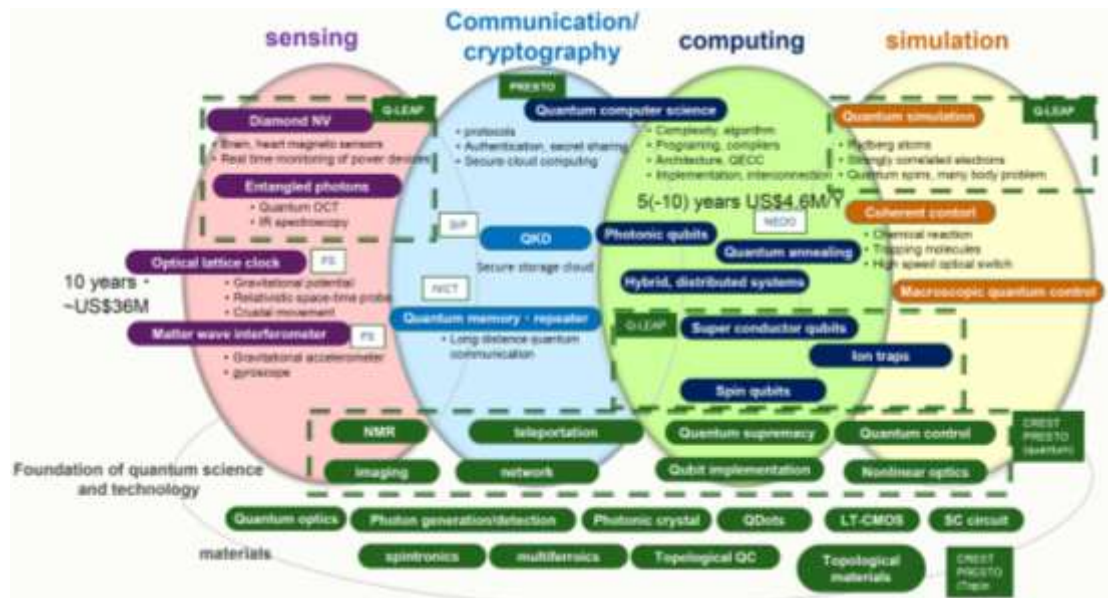 sensing
Communication/
cryptography
computing
simulation
PRESTO
Q-LEAP
Diamond NV
• Brain, heart magnetic sensors
• Real time monitoring of power devices
Entangled photons
• Quantum OCT
• IR spectroscopy
Optical lattice clock
FS
• Gravitational potential
• Relativistic space-time probe
• Crustal movement
10 years・
~US$36M
Matter wave interferometer
FS
• Gravitational accelerometer
• gyroscope
Quantum computer science
• protocols
• Authentication, secret sharing
• Secure cloud computing
• Complexity, algorithm
• Programing, compliers
• Architecture, QECC
• Implementation, interconnection
5(-10) years US$4.6M/Y
SIP
QKD
Secure storage cloud
NICT
Quantum memory・repeater
• Long distance quantum
communication
Photonic qubits
NEDO
Quantum annealing
Hybrid, distributed systems
Q-LEAP
Super conductor qubits
Ion traps
Spin qubits
Q-LEAP
Quantum simulation
• Rydberg atoms
• Strongly correlated electrons
• Quantum spins, many body problem
Coherent contorl
• Chemical reaction
• Trapping molecules
• High speed optical switch
Macroscopic quantum control
NMR
teleportation
Quantum supremacy
Quantum control
CREST
PRESTO
(quantum)
Foundation of quantum science
and technology
imaging
network
Qubit implementation
Nonlinear optics
Quantum optics
Photon generation/detection
Photonic crystal
QDots
LT-CMOS
SC circuit
materials
spintronics
multiferroics
Topological QC
Topological
materials
CREST
PRESTO